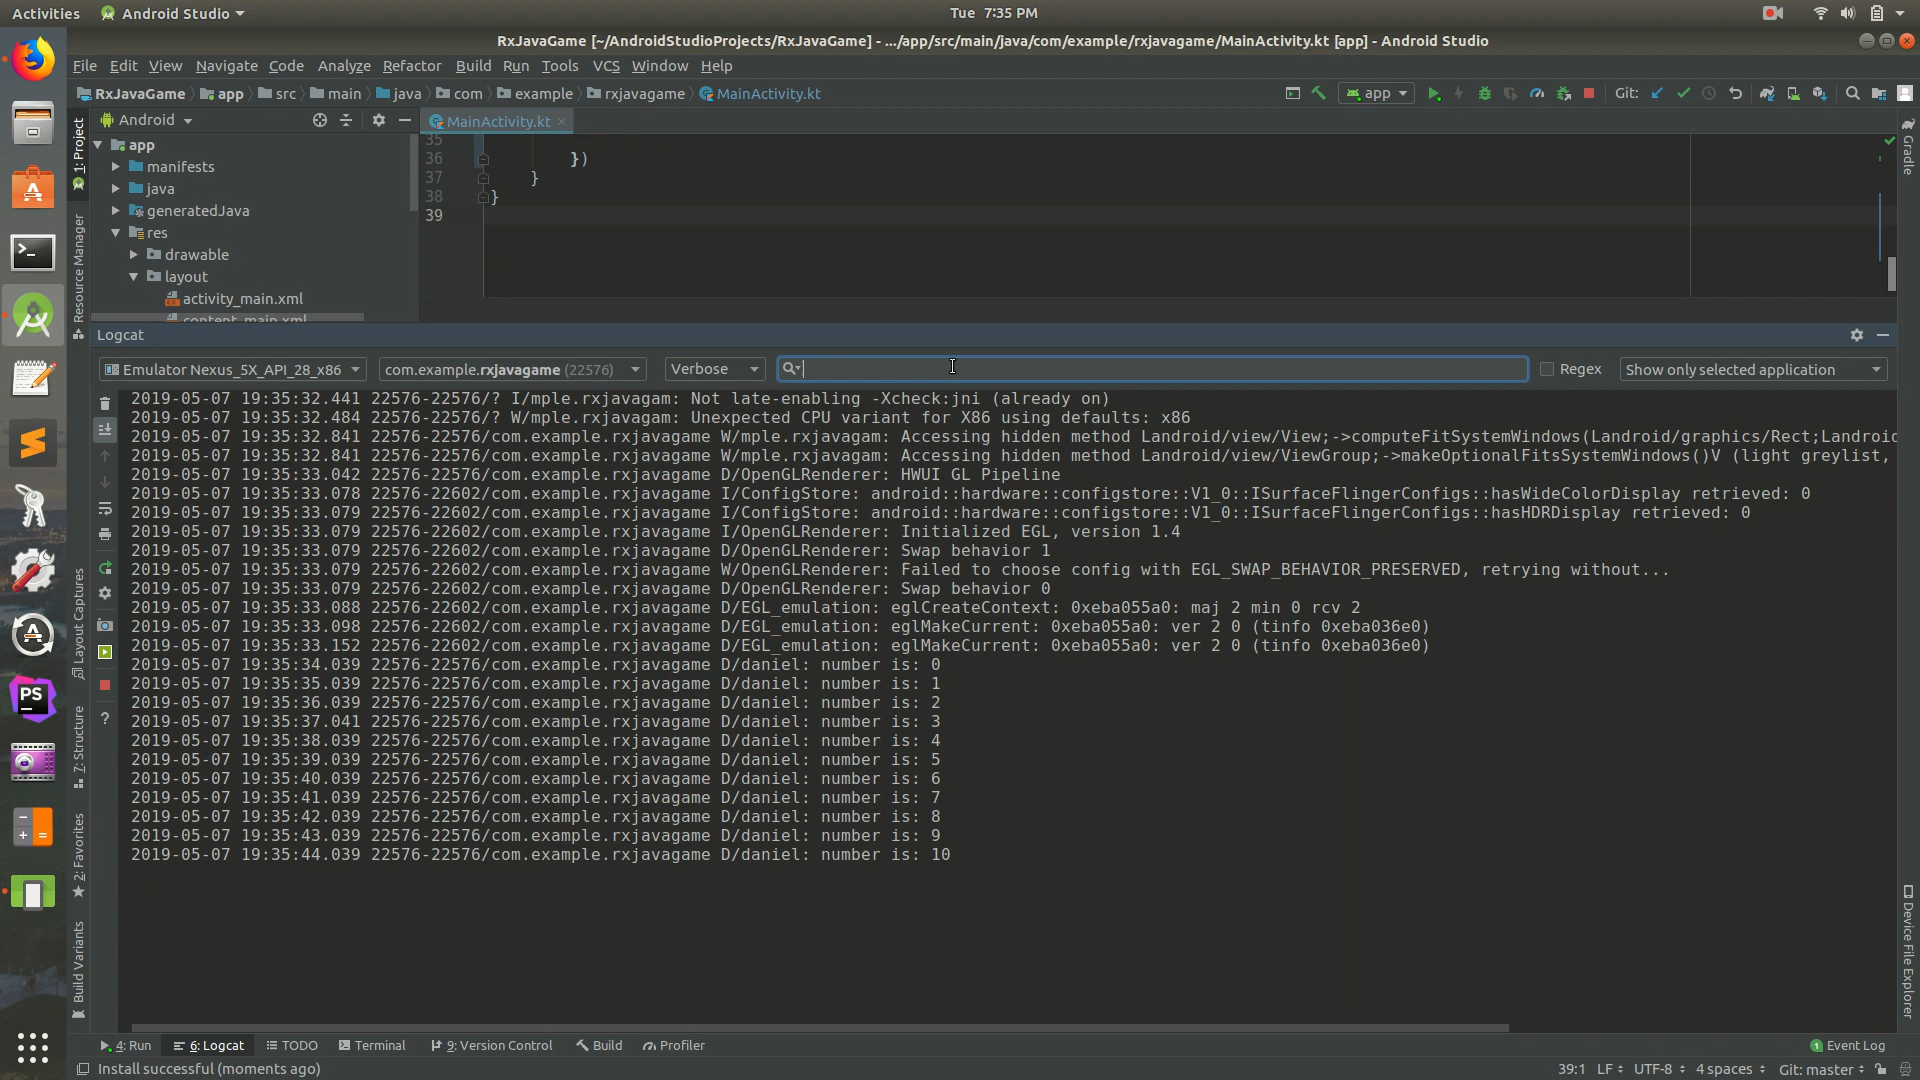 Activities Android Studio Tue 7:35 PM
RxJavaGame [~/AndroidStudioProjects/RxJavaGame] - .../app/src/main/java/com/example/rxjavagame/MainActivity.kt [app] - Android Studio
File Edit View Navigate Code Analyze Refactor Build Run Tools VCS Window Help
RxJavaGame app src main java com example rxjavagame MainActivity.kt app Git:
Android MainActivity.kt
1: Project
Resource Manager
Layout Captures
7: Structure
2: Favorites
Build Variants
app
manifests
java
generatedJava
res
drawable
layout
activity_main.xml
content_main.xml
35
36 })
37 }
38 }
39
Gradle
Device File Explorer
Logcat
Emulator Nexus_5X_API_28_x86 com.example.rxjavagame (22576) Verbose Regex Show only selected application
2019-05-07 19:35:32.441 22576-22576/? I/mple.rxjavagam: Not late-enabling -Xcheck:jni (already on)
2019-05-07 19:35:32.484 22576-22576/? W/mple.rxjavagam: Unexpected CPU variant for X86 using defaults: x86
2019-05-07 19:35:32.841 22576-22576/com.example.rxjavagame W/mple.rxjavagam: Accessing hidden method Landroid/view/View;->computeFitSystemWindows(Landroid/graphics/Rect;Landroid
2019-05-07 19:35:32.841 22576-22576/com.example.rxjavagame W/mple.rxjavagam: Accessing hidden method Landroid/view/ViewGroup;->makeOptionalFitsSystemWindows()V (light greylist,
2019-05-07 19:35:33.042 22576-22576/com.example.rxjavagame D/OpenGLRenderer: HWUI GL Pipeline
2019-05-07 19:35:33.078 22576-22602/com.example.rxjavagame I/ConfigStore: android::hardware::configstore::V1_0::ISurfaceFlingerConfigs::hasWideColorDisplay retrieved: 0
2019-05-07 19:35:33.079 22576-22602/com.example.rxjavagame I/ConfigStore: android::hardware::configstore::V1_0::ISurfaceFlingerConfigs::hasHDRDisplay retrieved: 0
2019-05-07 19:35:33.079 22576-22602/com.example.rxjavagame I/OpenGLRenderer: Initialized EGL, version 1.4
2019-05-07 19:35:33.079 22576-22602/com.example.rxjavagame D/OpenGLRenderer: Swap behavior 1
2019-05-07 19:35:33.079 22576-22602/com.example.rxjavagame W/OpenGLRenderer: Failed to choose config with EGL_SWAP_BEHAVIOR_PRESERVED, retrying without...
2019-05-07 19:35:33.079 22576-22602/com.example.rxjavagame D/OpenGLRenderer: Swap behavior 0
2019-05-07 19:35:33.088 22576-22602/com.example.rxjavagame D/EGL_emulation: eglCreateContext: 0xeba055a0: maj 2 min 0 rcv 2
2019-05-07 19:35:33.098 22576-22602/com.example.rxjavagame D/EGL_emulation: eglMakeCurrent: 0xeba055a0: ver 2 0 (tinfo 0xeba036e0)
2019-05-07 19:35:33.152 22576-22602/com.example.rxjavagame D/EGL_emulation: eglMakeCurrent: 0xeba055a0: ver 2 0 (tinfo 0xeba036e0)
2019-05-07 19:35:34.039 22576-22576/com.example.rxjavagame D/daniel: number is: 0
2019-05-07 19:35:35.039 22576-22576/com.example.rxjavagame D/daniel: number is: 1
2019-05-07 19:35:36.039 22576-22576/com.example.rxjavagame D/daniel: number is: 2
2019-05-07 19:35:37.041 22576-22576/com.example.rxjavagame D/daniel: number is: 3
2019-05-07 19:35:38.039 22576-22576/com.example.rxjavagame D/daniel: number is: 4
2019-05-07 19:35:39.039 22576-22576/com.example.rxjavagame D/daniel: number is: 5
2019-05-07 19:35:40.039 22576-22576/com.example.rxjavagame D/daniel: number is: 6
2019-05-07 19:35:41.039 22576-22576/com.example.rxjavagame D/daniel: number is: 7
2019-05-07 19:35:42.039 22576-22576/com.example.rxjavagame D/daniel: number is: 8
2019-05-07 19:35:43.039 22576-22576/com.example.rxjavagame D/daniel: number is: 9
2019-05-07 19:35:44.039 22576-22576/com.example.rxjavagame D/daniel: number is: 10
4: Run 6: Logcat TODO Terminal 9: Version Control Build Profiler 1 Event Log
Install successful (moments ago) 39:1 LF UTF-8 4 spaces Git: master
PS